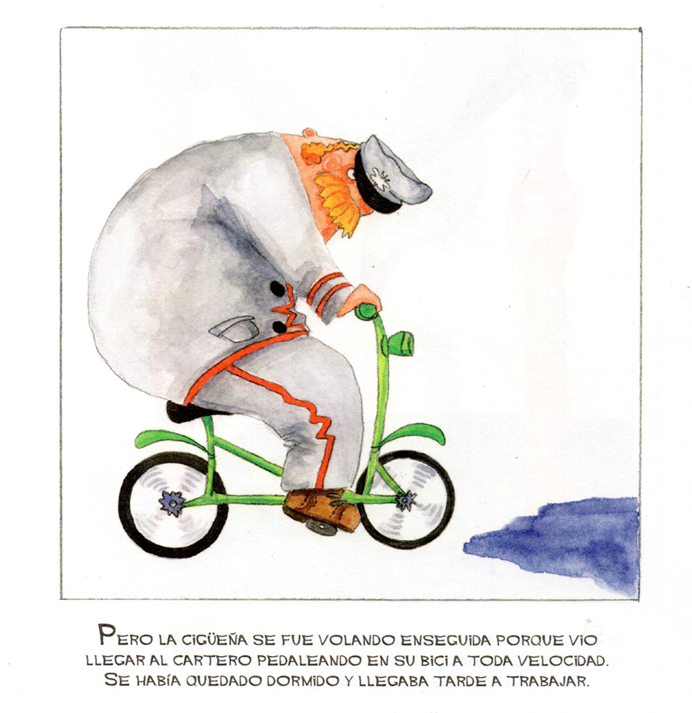 PERO LA CIGÜEÑA SE FUE VOLANDO ENSEGUIDA PORQUE VIO
LLEGAR AL CARTERO PEDALEANDO EN SU BICI A TODA VELOCIDAD.
SE HABÍA QUEDADO DORMIDO Y LLEGABA TARDE A TRABAJAR.